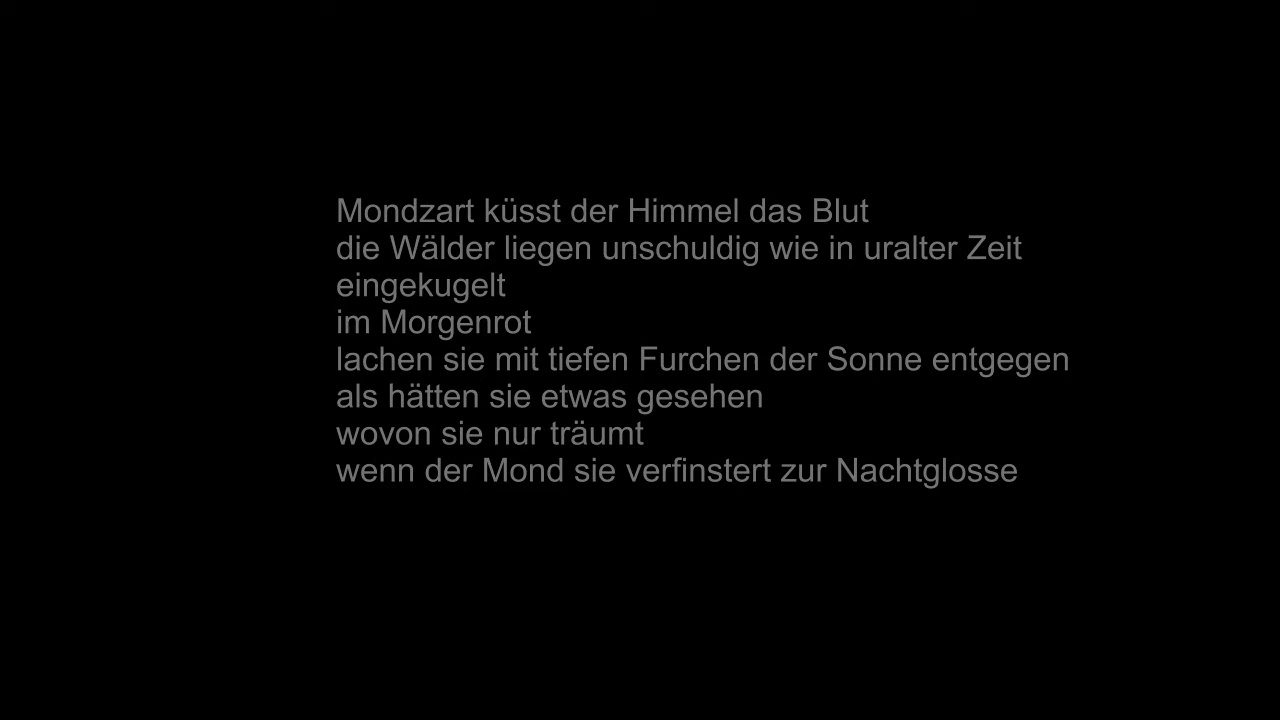 Mondzart küsst der Himmel das Blut
die Wälder liegen unschuldig wie in uralter Zeit
eingekugelt
im Morgenrot
lachen sie mit tiefen Furchen der Sonne entgegen
als hätten sie etwas gesehen
wovon sie nur träumt
wenn der Mond sie verfinstert zur Nachtglosse